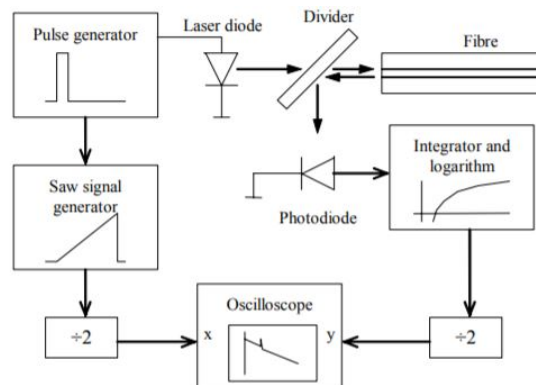 Pulse generator
Laser diode
Divider
Fibre
Saw signal
generator
Photodiode
Integrator and
logarithm
÷2
x
Oscilloscope
y
÷2